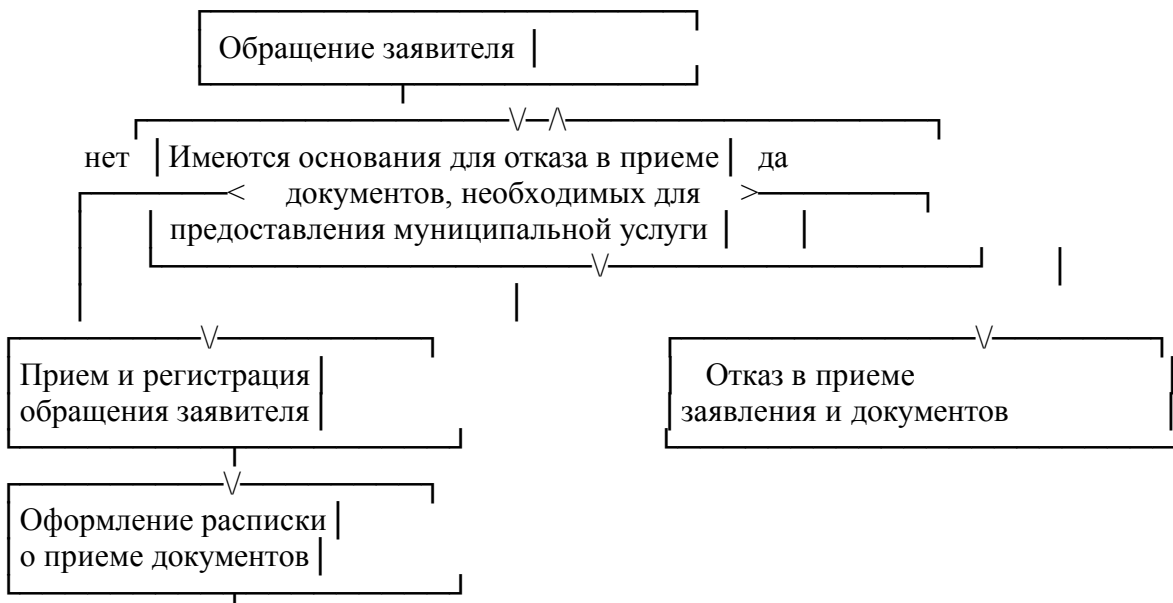 Обращение заявителя
нет Имеются основания для отказа в приеме да
документов, необходимых для
предоставления муниципальной услуги
Прием и регистрация
обращения заявителя
Отказ в приеме
заявления и документов
Оформление расписки
о приеме документов